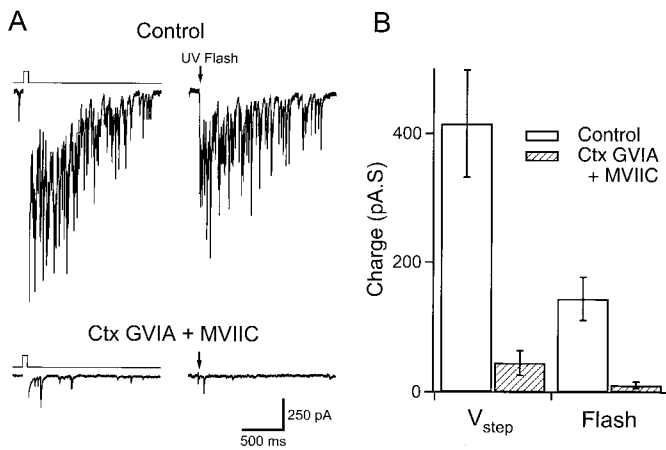 A
Control
UV Flash
Ctx GVIA + MVIIC
250 pA
500 ms
B
Charge (pA.S)
400
200
0
Control
Ctx GVIA
+ MVIIC
Vstep
Flash